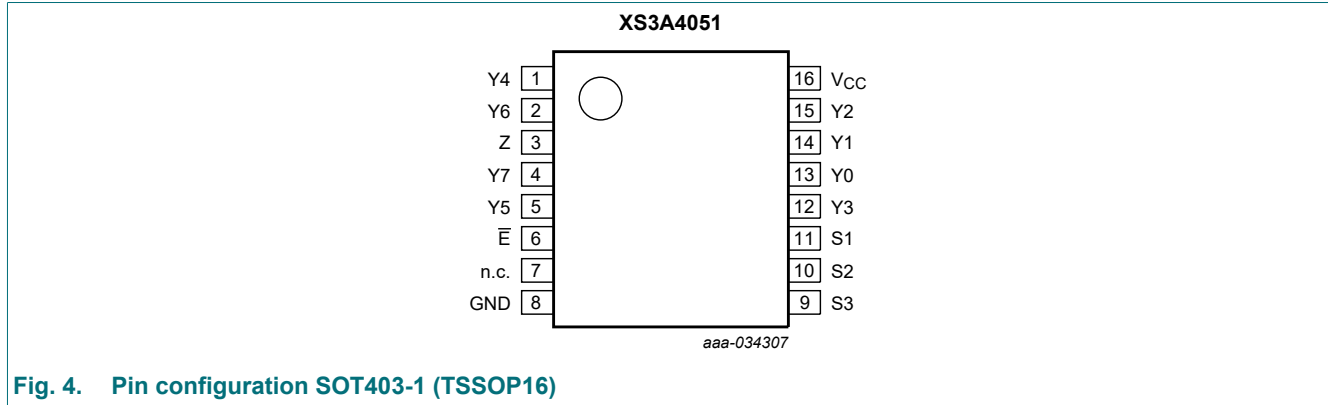 XS3A4051
Y4 1 16 VCC
Y6 2 15 Y2
Z 3 14 Y1
Y7 4 13 Y0
Y5 5 12 Y3
E̅ 6 11 S1
n.c. 7 10 S2
GND 8 9 S3
aaa-034307
Fig. 4. Pin configuration SOT403-1 (TSSOP16)